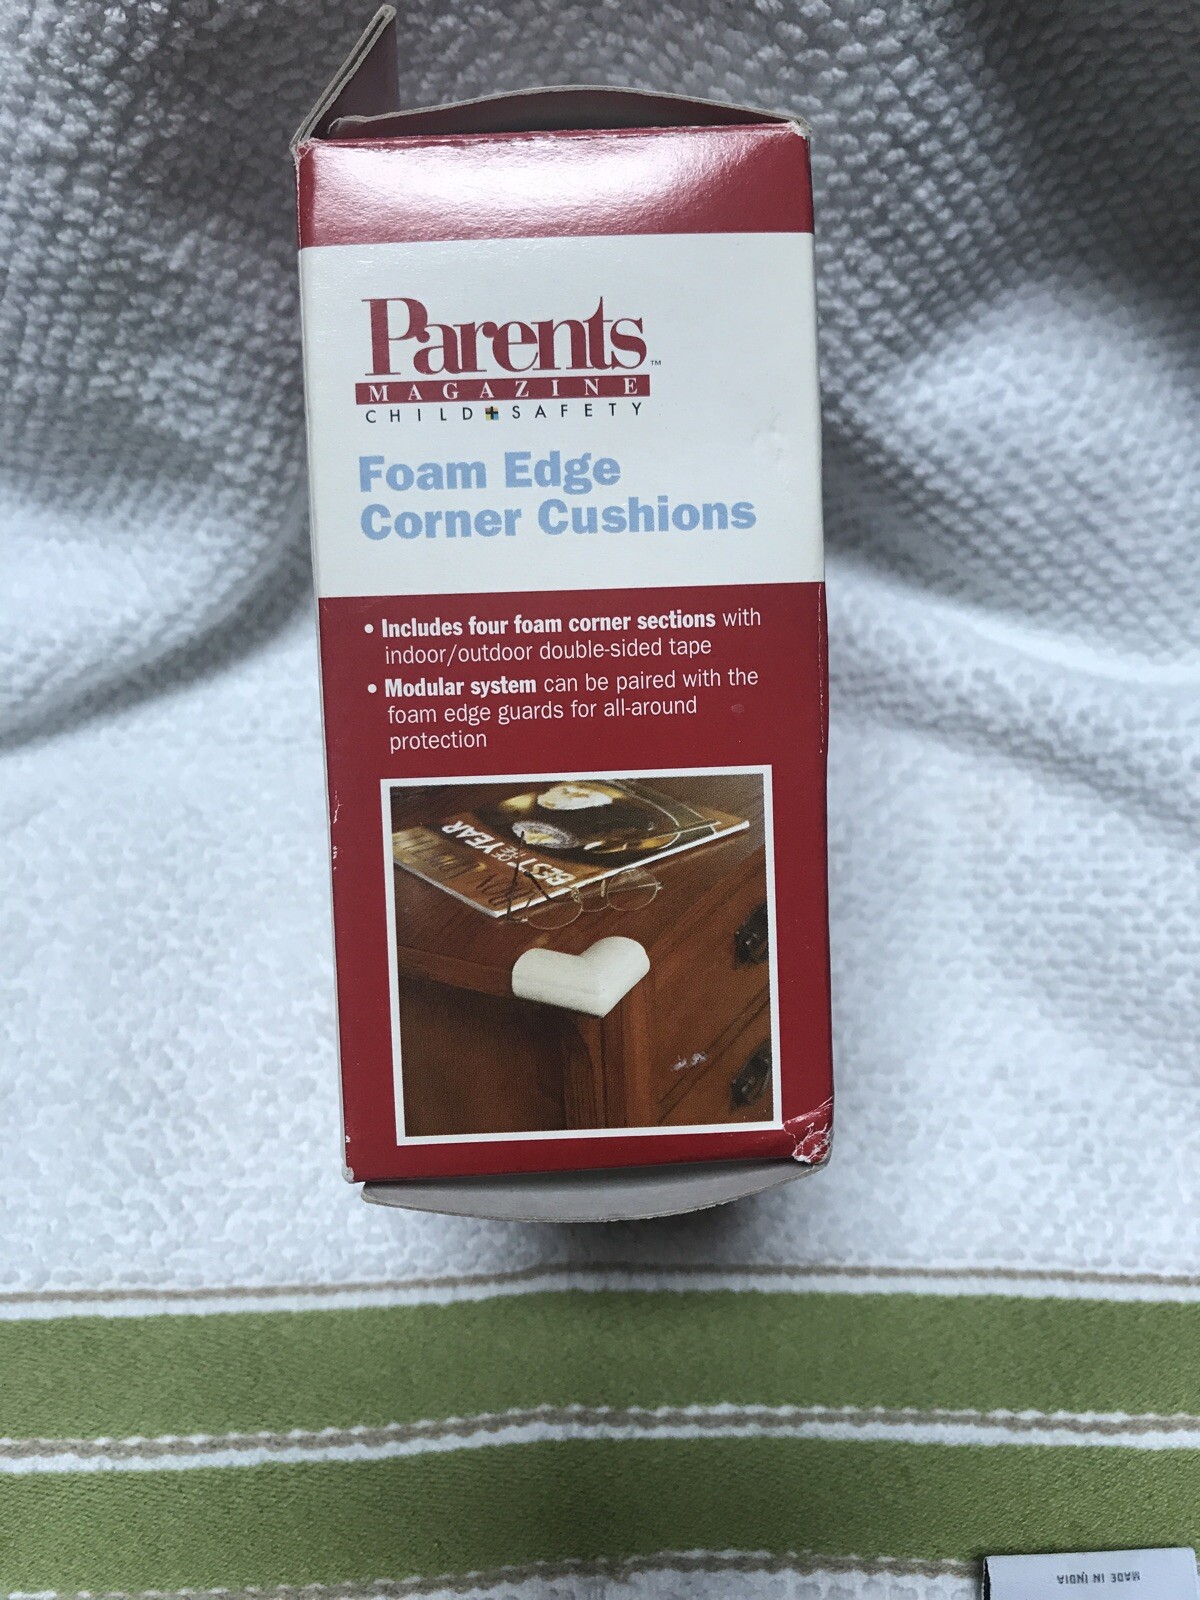 Parents™
MAGAZINE
CHILD+SAFETY
Foam Edge
Corner Cushions
• Includes four foam corner sections with
indoor/outdoor double-sided tape
• Modular system can be paired with the
foam edge guards for all-around
protection
BEST OF THE YEAR
MADE IN INDIA